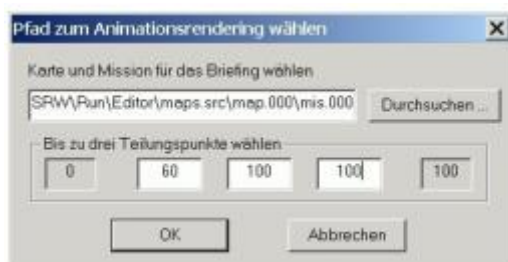 Pfad zum Animationsrendering wählen
Karte und Mission für das Briefing wählen
SRW\Run\Editor\maps.src\map.000\mis.000 Durchsuchen ...
Bis zu drei Teilungspunkte wählen
0 60 100 100 100
OK Abbrechen